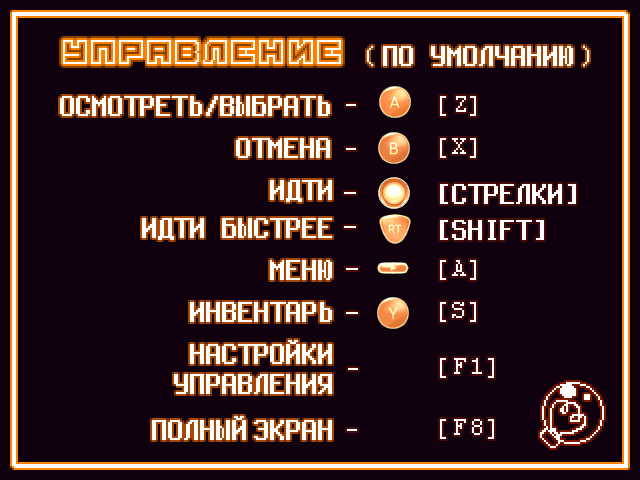 УПРАВЛЕНИЕ (ПО УМОЛЧАНИЮ)
ОСМОТРЕТЬ/ВЫБРАТЬ - A [Z]
ОТМЕНА - B [X]
ИДТИ - [СТРЕЛКИ]
ИДТИ БЫСТРЕЕ - RT [SHIFT]
МЕНЮ - [A]
ИНВЕНТАРЬ - Y [S]
НАСТРОЙКИ
УПРАВЛЕНИЯ - [F1]
ПОЛНЫЙ ЭКРАН - [F8]